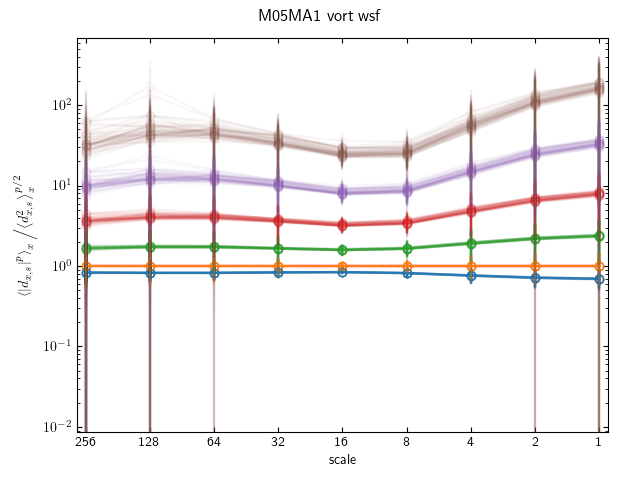 M05MA1 vort wsf
⟨|d_{x,s}|^p⟩_x / ⟨d_{x,s}^2⟩_x^{p/2}
10^2
10^1
10^0
10^{-1}
10^{-2}
256 128 64 32 16 8 4 2 1
scale